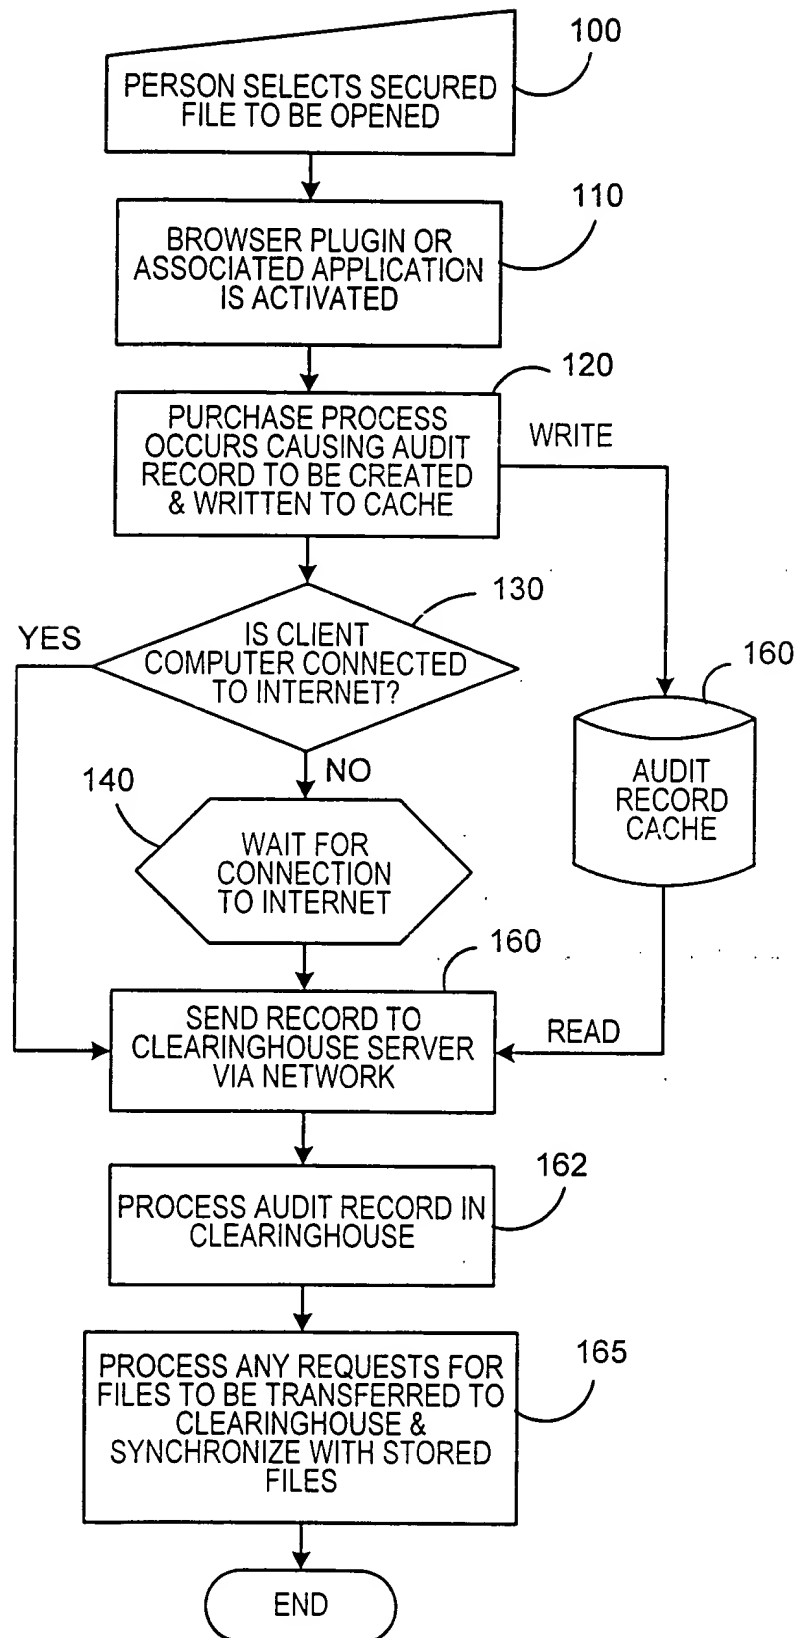 100
PERSON SELECTS SECURED
FILE TO BE OPENED
110
BROWSER PLUGIN OR
ASSOCIATED APPLICATION
IS ACTIVATED
120
PURCHASE PROCESS
OCCURS CAUSING AUDIT
RECORD TO BE CREATED
& WRITTEN TO CACHE
WRITE
130
YES
IS CLIENT
COMPUTER CONNECTED
TO INTERNET?
160
AUDIT
RECORD
CACHE
NO
140
WAIT FOR
CONNECTION
TO INTERNET
160
SEND RECORD TO
CLEARINGHOUSE SERVER
VIA NETWORK
READ
162
PROCESS AUDIT RECORD IN
CLEARINGHOUSE
165
PROCESS ANY REQUESTS FOR
FILES TO BE TRANSFERRED TO
CLEARINGHOUSE &
SYNCHRONIZE WITH STORED
FILES
END